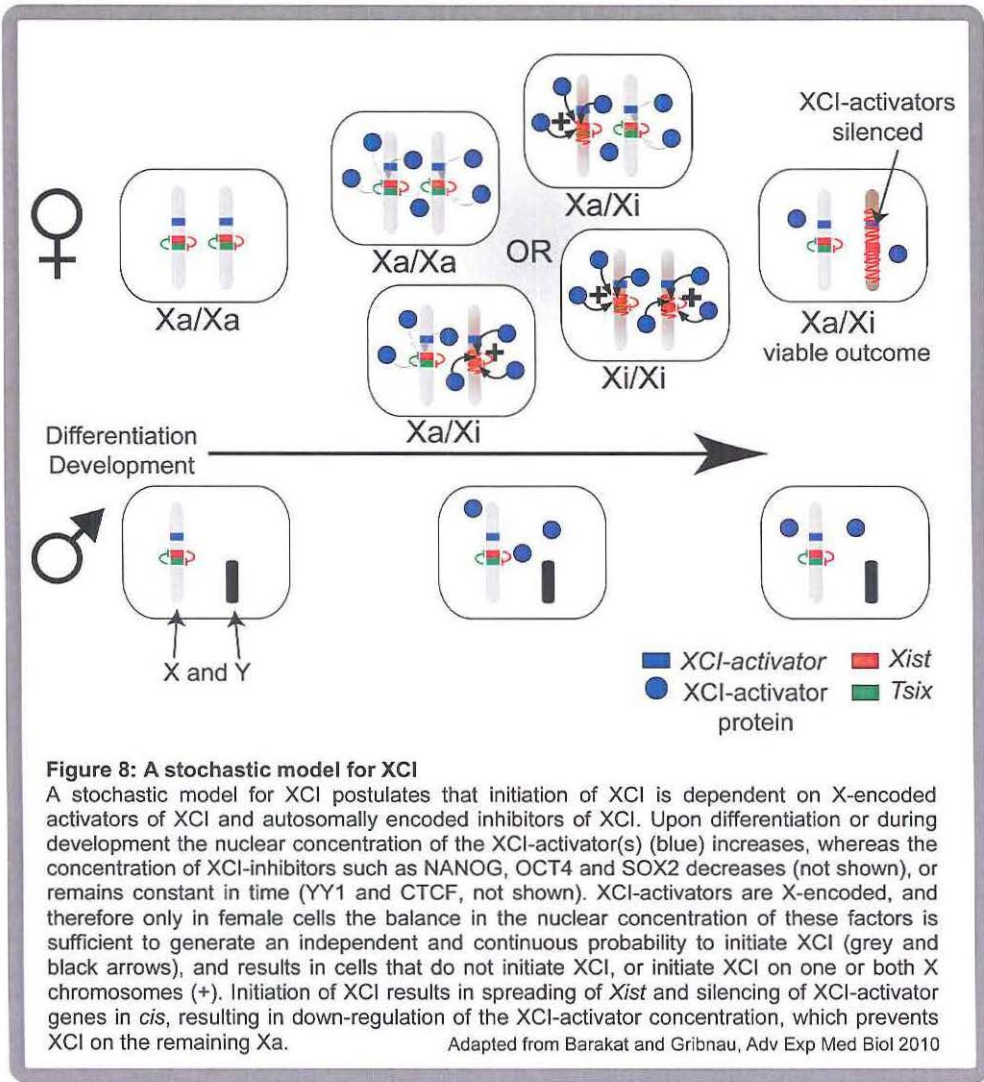 XCI-activators
silenced
Xa/Xi
Xa/Xa
OR
Xa/Xa
Xa/Xi
viable outcome
Xi/Xi
Xa/Xi
Differentiation
Development
X and Y
XCI-activator
Xist
XCI-activator
protein
Tsix
Figure 8: A stochastic model for XCI
A stochastic model for XCI postulates that initiation of XCI is dependent on X-encoded
activators of XCI and autosomally encoded inhibitors of XCI. Upon differentiation or during
development the nuclear concentration of the XCI-activator(s) (blue) increases, whereas the
concentration of XCI-inhibitors such as NANOG, OCT4 and SOX2 decreases (not shown), or
remains constant in time (YY1 and CTCF, not shown). XCI-activators are X-encoded, and
therefore only in female cells the balance in the nuclear concentration of these factors is
sufficient to generate an independent and continuous probability to initiate XCI (grey and
black arrows), and results in cells that do not initiate XCI, or initiate XCI on one or both X
chromosomes (+). Initiation of XCI results in spreading of Xist and silencing of XCI-activator
genes in cis, resulting in down-regulation of the XCI-activator concentration, which prevents
XCI on the remaining Xa.
Adapted from Barakat and Gribnau, Adv Exp Med Biol 2010